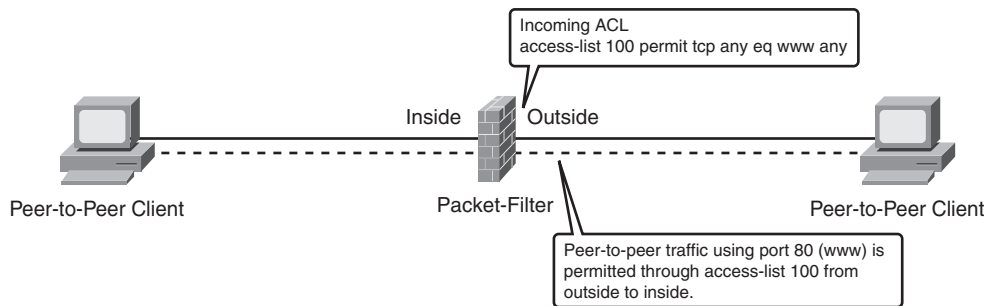 Incoming ACL
access-list 100 permit tcp any eq www any
Inside
Outside
Peer-to-Peer Client
Packet-Filter
Peer-to-Peer Client
Peer-to-peer traffic using port 80 (www) is
permitted through access-list 100 from
outside to inside.